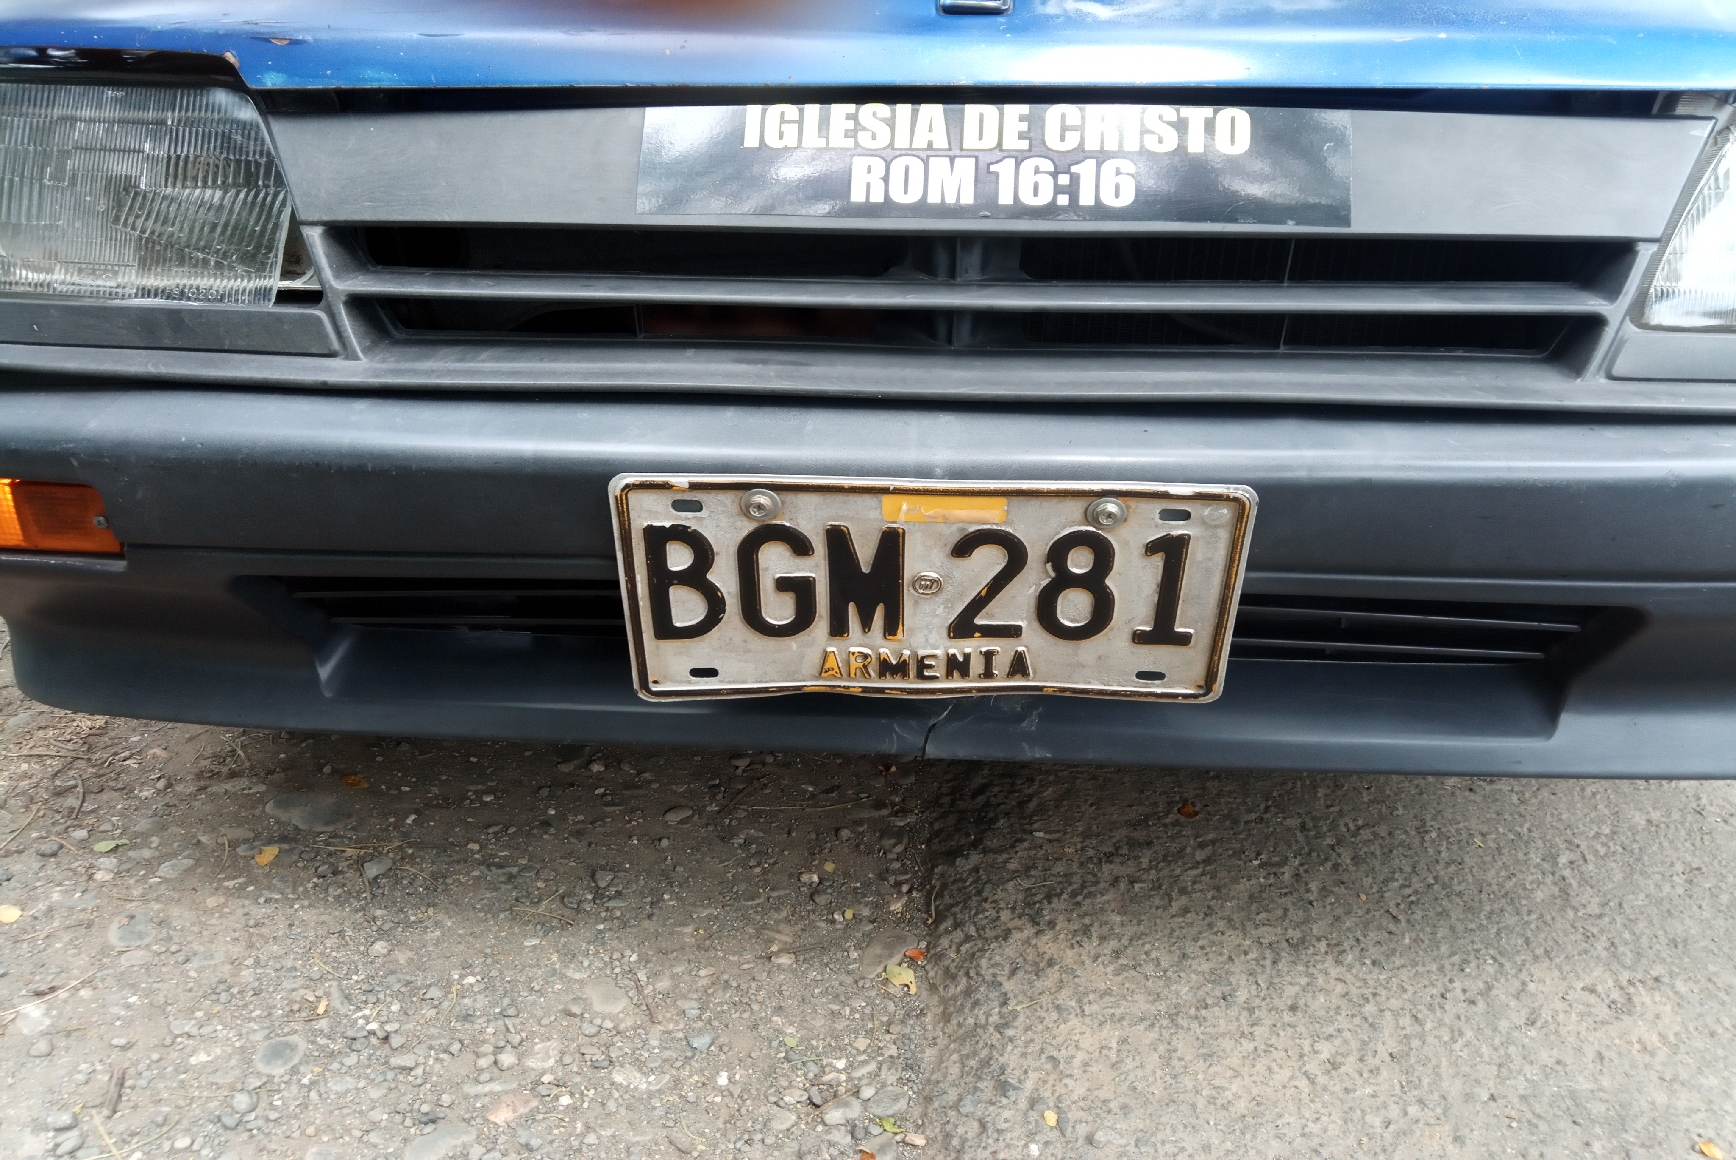 IGLESIA DE CRISTO
ROM 16:16
BGM 281
ARMENIA